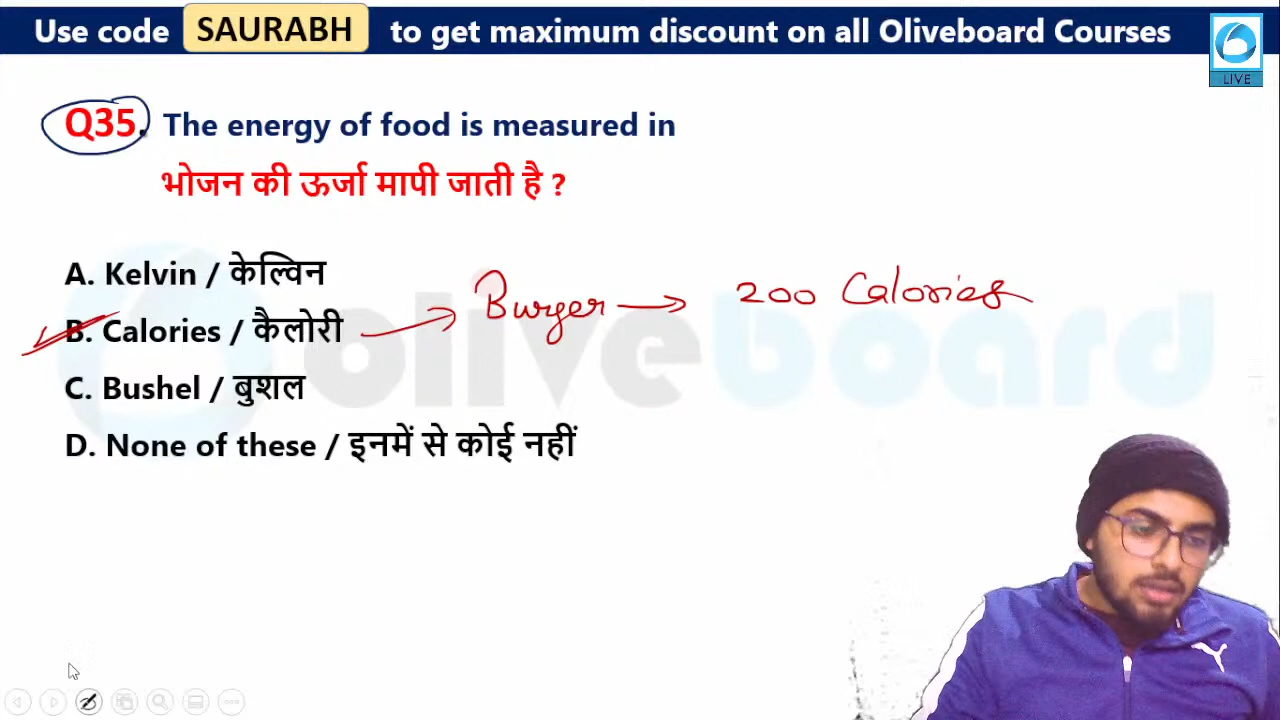 Use code SAURABH to get maximum discount on all Oliveboard Courses
LIVE
Q35. The energy of food is measured in
भोजन की ऊर्जा मापी जाती है ?
A. Kelvin / केल्विन
B. Calories / कैलोरी
Burger → 200 Calories
C. Bushel / बुशल
D. None of these / इनमें से कोई नहीं
oliveboard